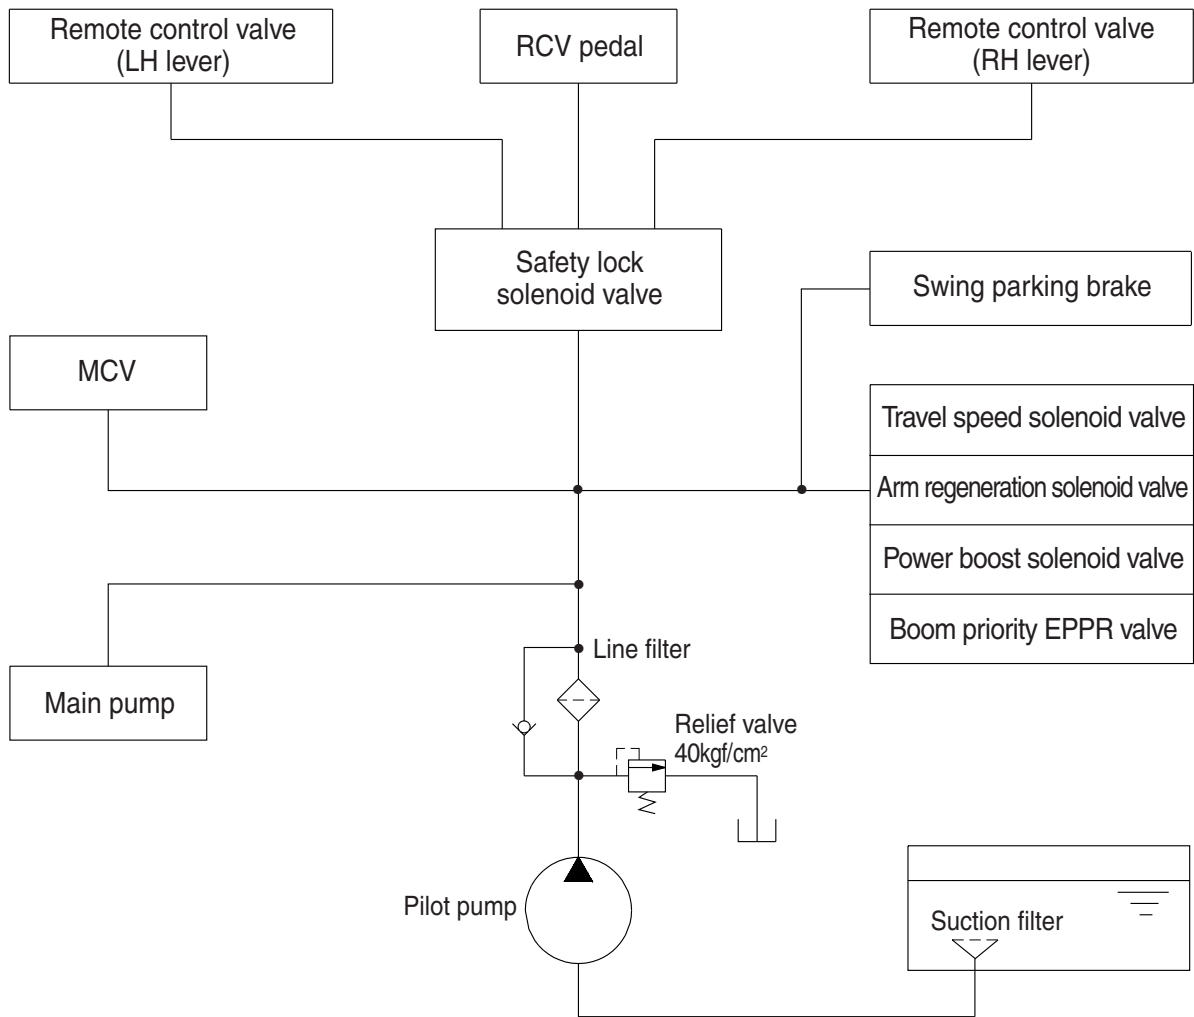 Remote control valve
(LH lever)
RCV pedal
Remote control valve
(RH lever)
Safety lock
solenoid valve
Swing parking brake
MCV
Travel speed solenoid valve
Arm regeneration solenoid valve
Power boost solenoid valve
Boom priority EPPR valve
Line filter
Main pump
Relief valve
40kgf/cm²
Pilot pump
Suction filter